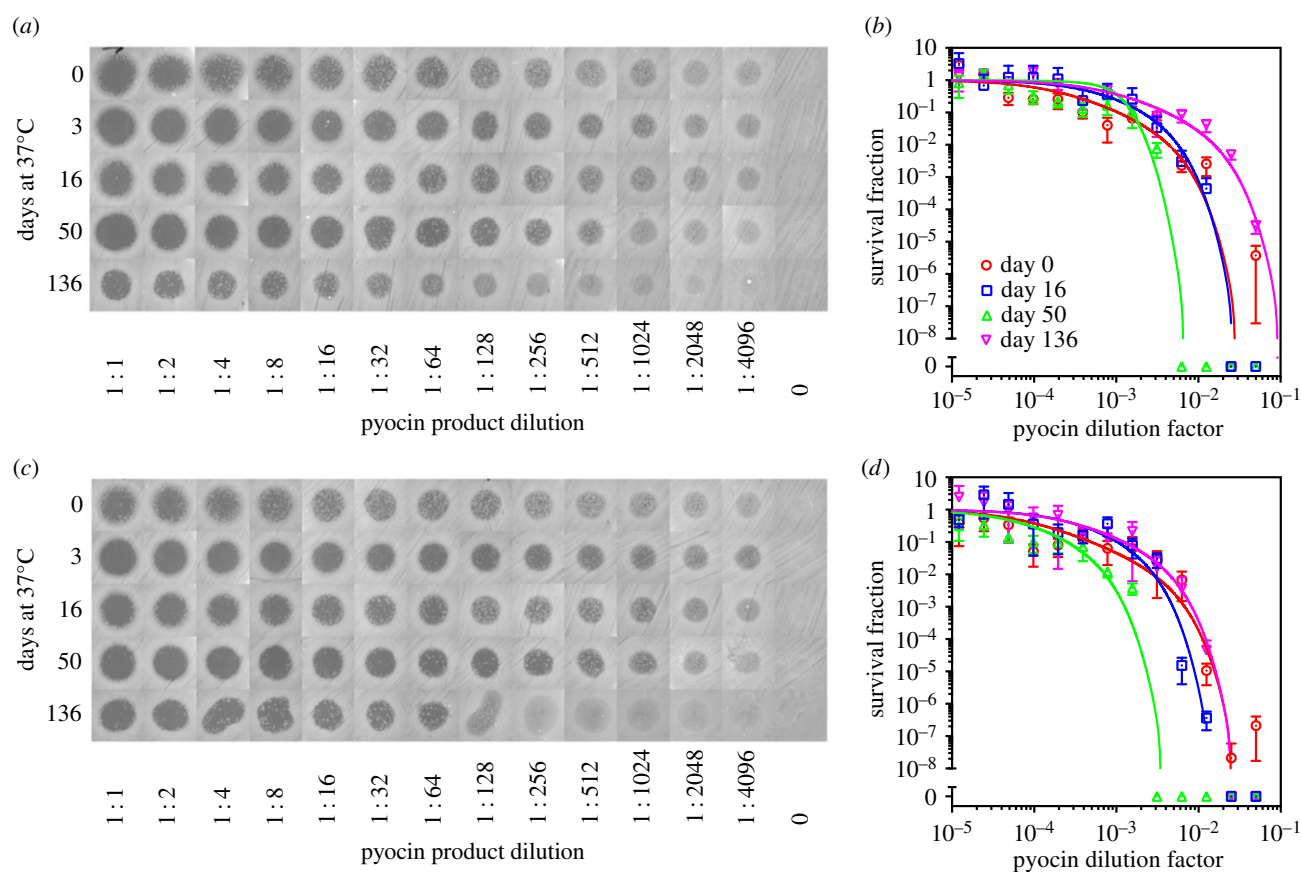 (a)
days at 37°C
0
3
16
50
136
1 : 1
1 : 2
1 : 4
1 : 8
1 : 16
1 : 32
1 : 64
1 : 128
1 : 256
1 : 512
1 : 1024
1 : 2048
1 : 4096
0
pyocin product dilution
(b)
survival fraction
10
1
10⁻¹
10⁻²
10⁻³
10⁻⁴
10⁻⁵
10⁻⁶
10⁻⁷
10⁻⁸
0
day 0
day 16
day 50
day 136
10⁻⁵ 10⁻⁴ 10⁻³ 10⁻² 10⁻¹
pyocin dilution factor
(c)
days at 37°C
0
3
16
50
136
1 : 1
1 : 2
1 : 4
1 : 8
1 : 16
1 : 32
1 : 64
1 : 128
1 : 256
1 : 512
1 : 1024
1 : 2048
1 : 4096
0
pyocin product dilution
(d)
survival fraction
10
1
10⁻¹
10⁻²
10⁻³
10⁻⁴
10⁻⁵
10⁻⁶
10⁻⁷
10⁻⁸
0
10⁻⁵ 10⁻⁴ 10⁻³ 10⁻² 10⁻¹
pyocin dilution factor